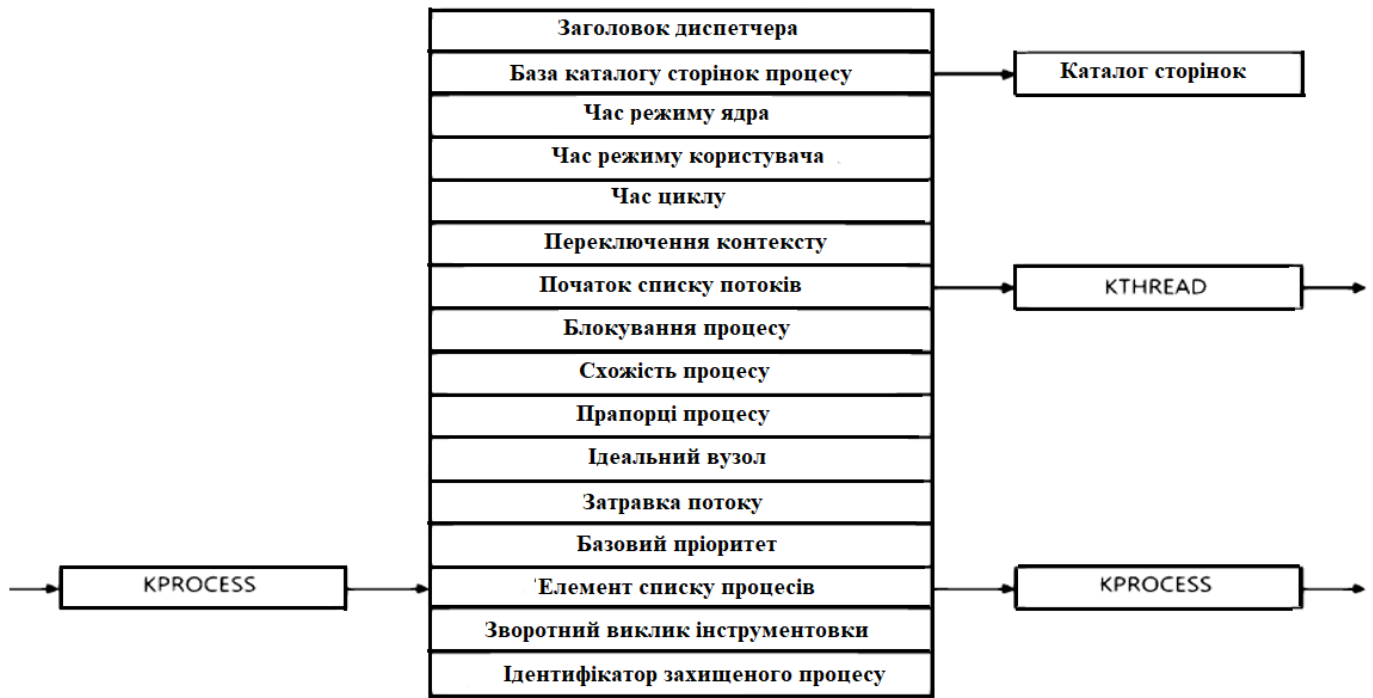 Заголовок диспетчера
База каталогу сторінок процесу
Каталог сторінок
Час режиму ядра
Час режиму користувача
Час циклу
Переключення контексту
Початок списку потоків
KTHREAD
Блокування процесу
Схожість процесу
Прапорці процесу
Ідеальний вузол
Затравка потоку
Базовий пріоритет
KPROCESS
Елемент списку процесів
KPROCESS
Зворотний виклик інструментовки
Ідентифікатор захищеного процесу